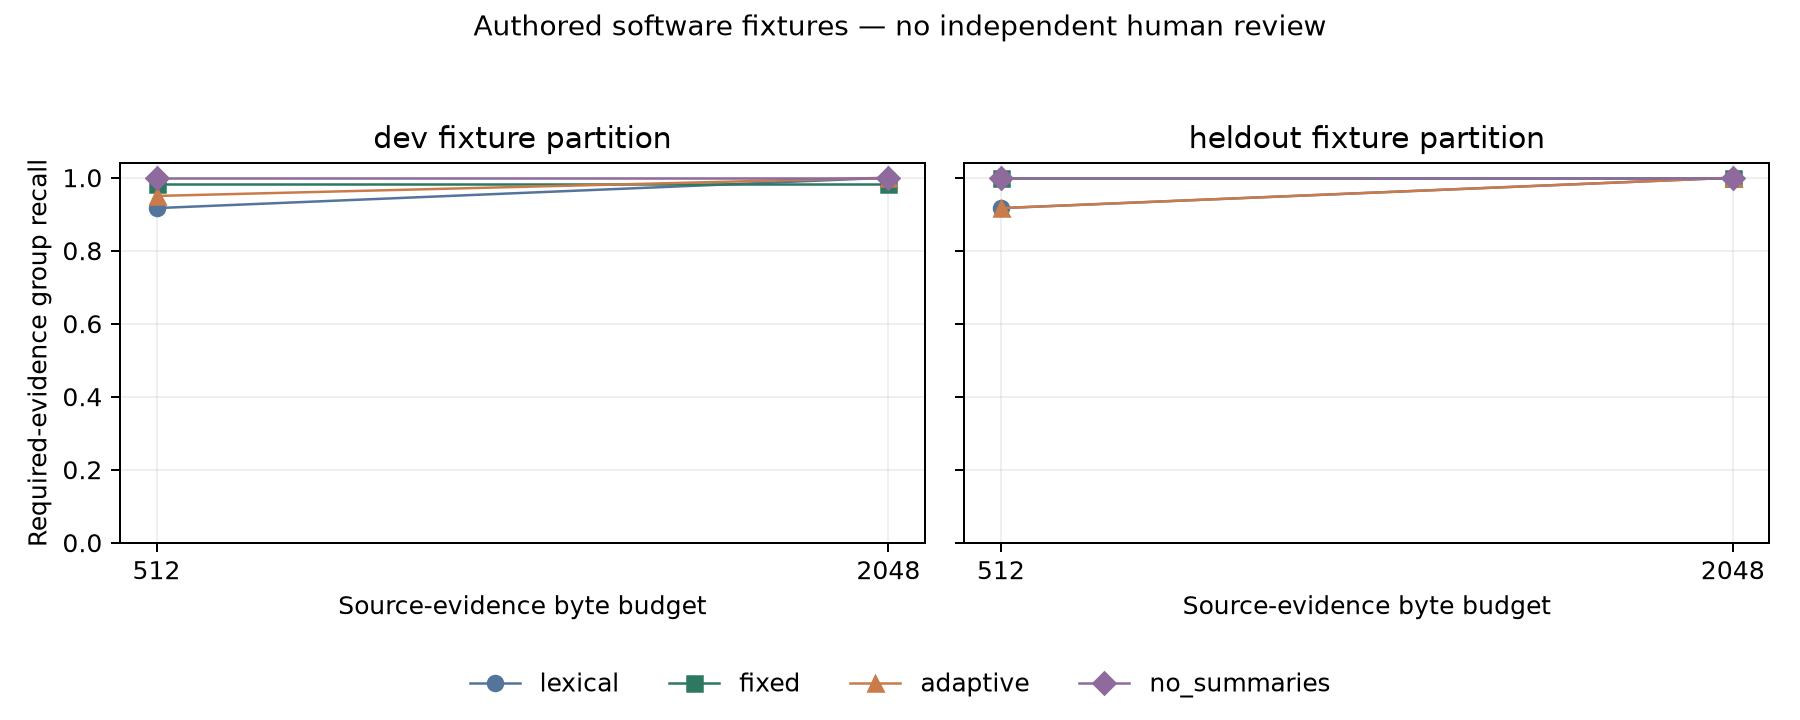 Authored software fixtures — no independent human review
dev fixture partition
heldout fixture partition
Required-evidence group recall
1.0
0.8
0.6
0.4
0.2
0.0
512
2048
512
2048
Source-evidence byte budget
Source-evidence byte budget
lexical
fixed
adaptive
no_summaries